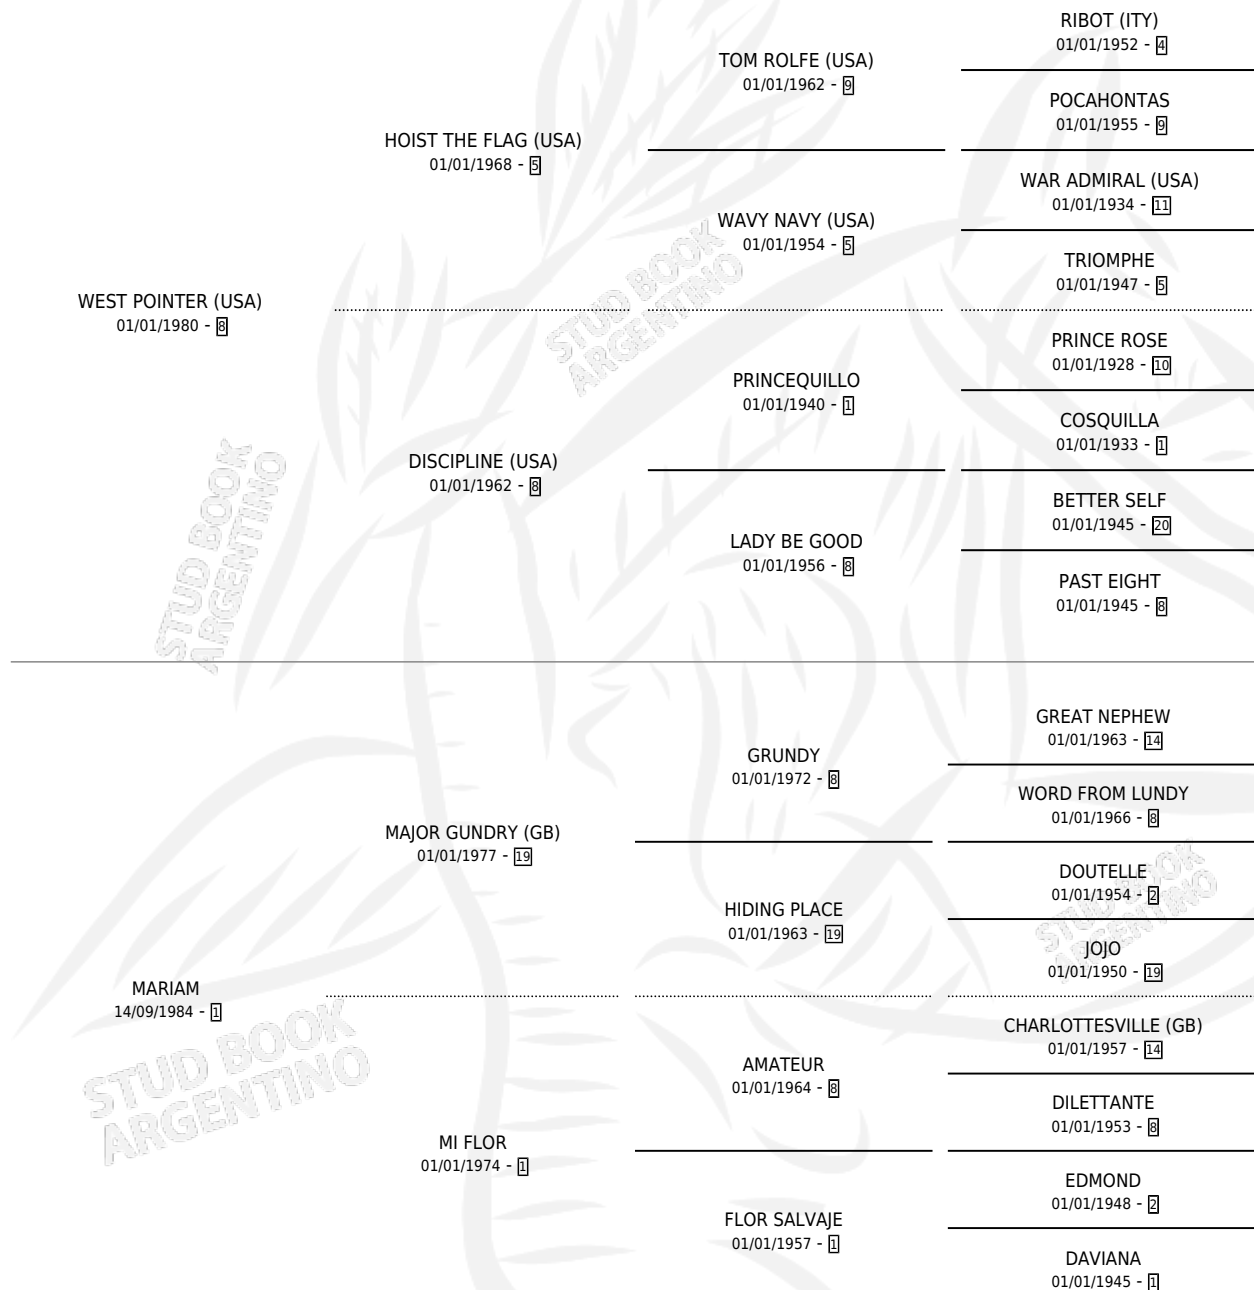 RIBOT (ITY)
01/01/1952 - 4
TOM ROLFE (USA)
01/01/1962 - 9
POCAHONTAS
01/01/1955 - 9
HOIST THE FLAG (USA)
01/01/1968 - 5
WAR ADMIRAL (USA)
01/01/1934 - 11
WAVY NAVY (USA)
01/01/1954 - 5
TRIOMPHE
01/01/1947 - 5
WEST POINTER (USA)
01/01/1980 - 8
PRINCE ROSE
01/01/1928 - 10
PRINCEQUILLO
01/01/1940 - 1
COSQUILLA
01/01/1933 - 1
DISCIPLINE (USA)
01/01/1962 - 8
BETTER SELF
01/01/1945 - 20
LADY BE GOOD
01/01/1956 - 8
PAST EIGHT
01/01/1945 - 8
GREAT NEPHEW
01/01/1963 - 14
GRUNDY
01/01/1972 - 8
WORD FROM LUNDY
01/01/1966 - 8
MAJOR GUNDRY (GB)
01/01/1977 - 19
DOUTELLE
01/01/1954 - 2
HIDING PLACE
01/01/1963 - 19
JOJO
01/01/1950 - 19
MARIAM
14/09/1984 - 1
CHARLOTTESVILLE (GB)
01/01/1957 - 14
AMATEUR
01/01/1964 - 8
DILETTANTE
01/01/1953 - 8
MI FLOR
01/01/1974 - 1
EDMOND
01/01/1948 - 2
FLOR SALVAJE
01/01/1957 - 1
DAVIANA
01/01/1945 - 1
STUD BOOK
ARGENTINO
STUD BOOK
ARGENTINO
STUD BOOK
ARGENTINO
STUD BOOK
ARGENTINO